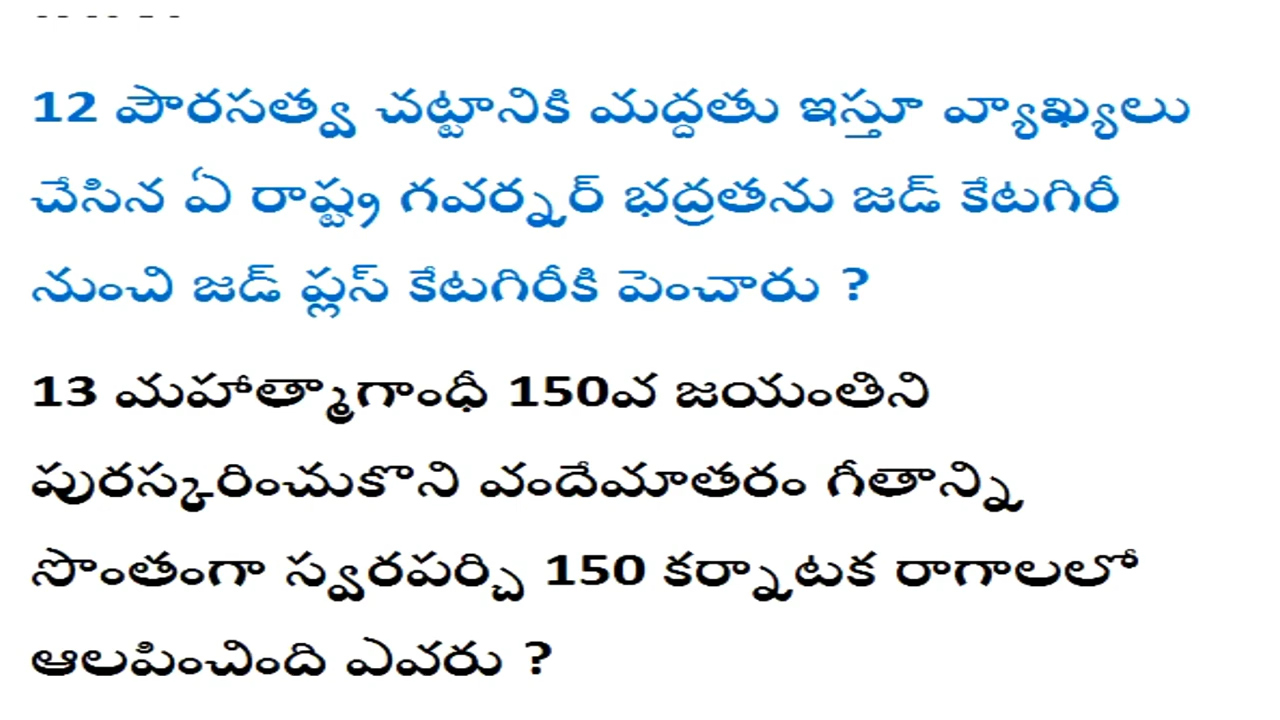 12 పౌరసత్వ చట్టానికి మద్దతు ఇస్తూ వ్యాఖ్యలు
చేసిన ఏ రాష్ట్ర గవర్నర్ భద్రతను జడ్ కేటగిరీ
నుంచి జడ్ ప్లస్ కేటగిరీకి పెంచారు ?
13 మహాత్మాగాంధీ 150వ జయంతిని
పురస్కరించుకొని వందేమాతరం గీతాన్ని
సొంతంగా స్వరపర్చి 150 కర్నాటక రాగాలలో
ఆలపించింది ఎవరు ?